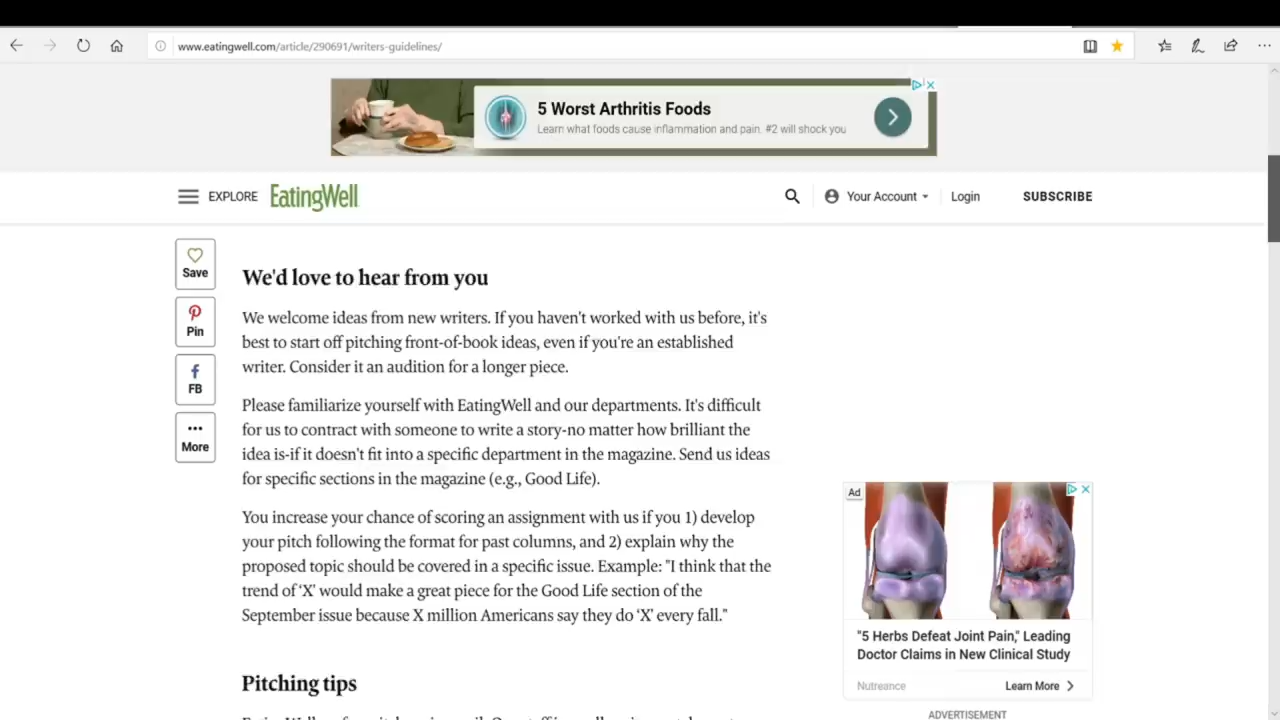 www.eatingwell.com/article/290691/writers-guidelines/
5 Worst Arthritis Foods
Learn what foods cause inflammation and pain. #2 will shock you
EXPLORE EatingWell Your Account Login SUBSCRIBE
Save
Pin
FB
More
We'd love to hear from you
We welcome ideas from new writers. If you haven't worked with us before, it's
best to start off pitching front-of-book ideas, even if you're an established
writer. Consider it an audition for a longer piece.
Please familiarize yourself with EatingWell and our departments. It's difficult
for us to contract with someone to write a story-no matter how brilliant the
idea is-if it doesn't fit into a specific department in the magazine. Send us ideas
for specific sections in the magazine (e.g., Good Life).
You increase your chance of scoring an assignment with us if you 1) develop
your pitch following the format for past columns, and 2) explain why the
proposed topic should be covered in a specific issue. Example: "I think that the
trend of ‘X’ would make a great piece for the Good Life section of the
September issue because X million Americans say they do ‘X’ every fall."
Pitching tips
Ad
"5 Herbs Defeat Joint Pain," Leading
Doctor Claims in New Clinical Study
Nutreance Learn More
ADVERTISEMENT